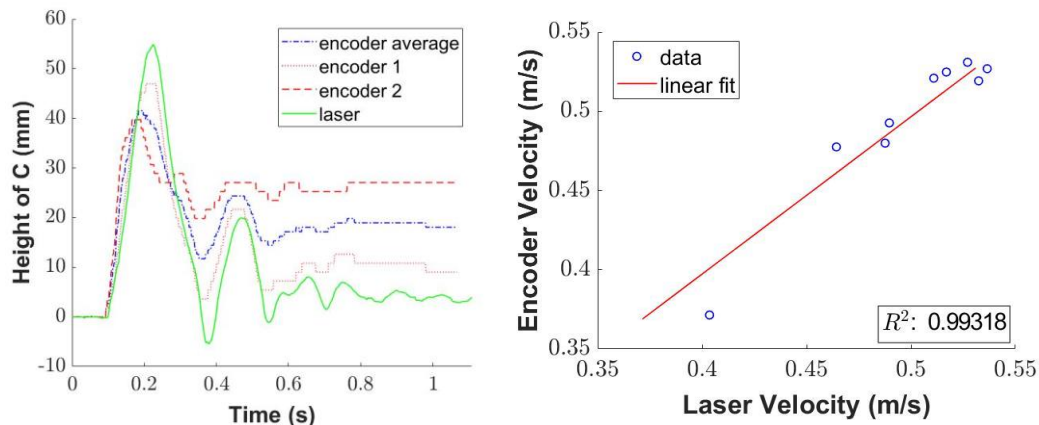 Height of C (mm)
60
50
40
30
20
10
0
-10
encoder average
encoder 1
encoder 2
laser
0
0.2
0.4
0.6
0.8
1
Time (s)
Encoder Velocity (m/s)
0.55
0.5
0.45
0.4
0.35
data
linear fit
R²: 0.99318
0.35
0.4
0.45
0.5
0.55
Laser Velocity (m/s)